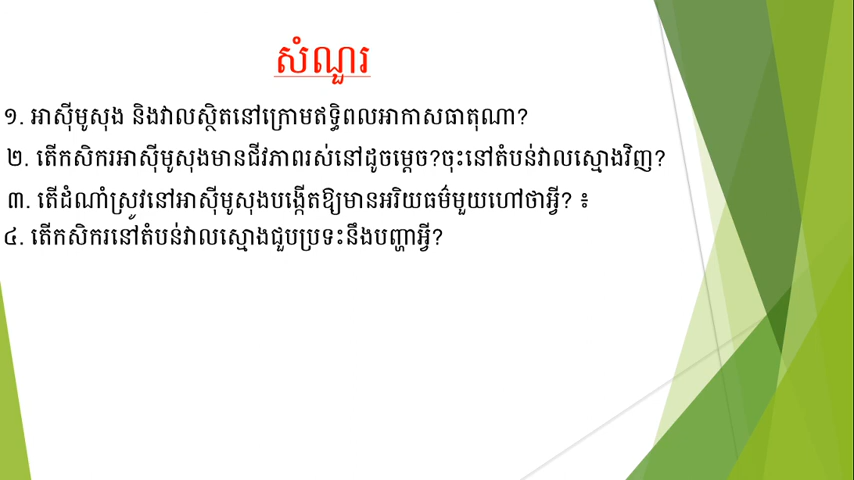 សំណួរ
១. អាស៊ីមូសុង និងវាលស្ថិតនៅក្រោមឥទ្ធិពលអាកាសធាតុណា?
២. តើកសិករអាស៊ីមូសុងមានជីវភាពរស់នៅដូចម្តេច?ចុះនៅតំបន់វាលស្មោងវិញ?
៣. តើដំណាំស្រូវនៅអាស៊ីមូសុងបង្កើតឱ្យមានអរិយធម៌មួយហៅថាអ្វី? ៖
៤. តើកសិករនៅតំបន់វាលស្មោងជួបប្រទះនឹងបញ្ហាអ្វី?